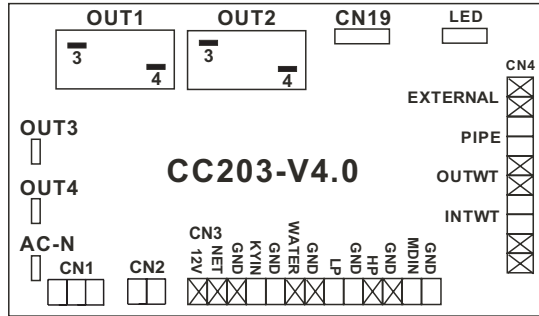 OUT1 OUT2 CN19 LED
3 4 3 4
CN4
EXTERNAL
PIPE
OUTWT
INTWT
OUT3
CC203-V4.0
OUT4
AC-N
CN1 CN2 CN3
12V NET GND KYIN GND WATER GND LP GND HP GND MDIN GND